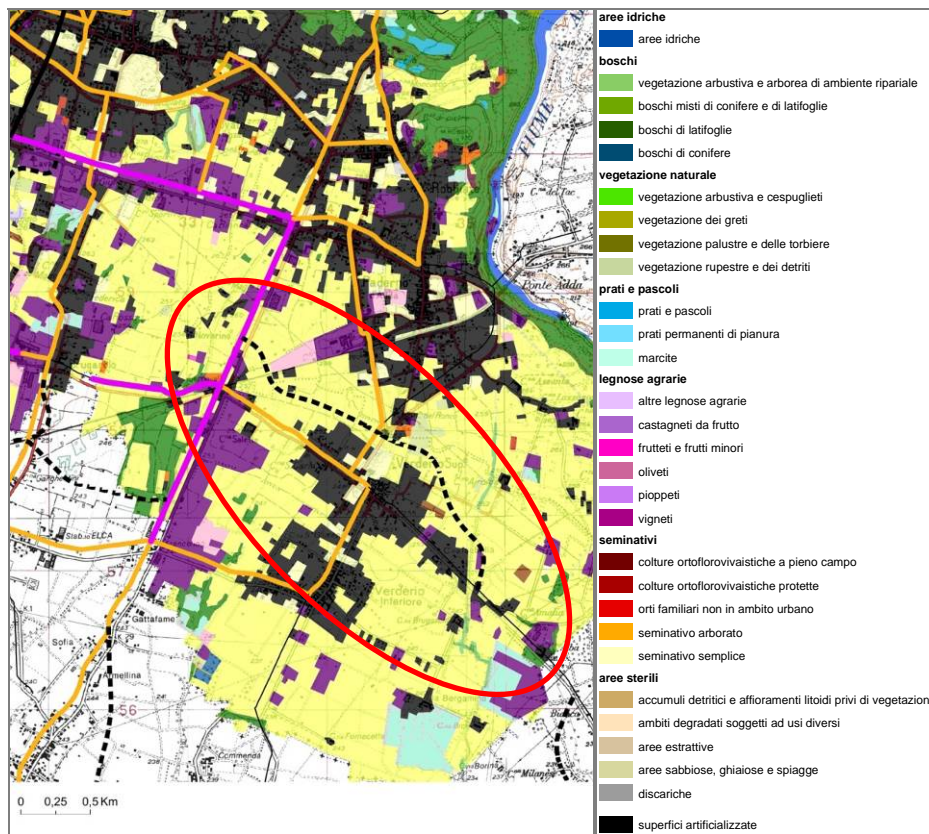 FIUME
Robbiate
Ponte Adda
Stab.to ELCA
Gattafame
Sofia
K.1
Armellina
56
Commenda
Verderio
Inferiore
0 0,25 0,5 Km
aree idriche
aree idriche
boschi
vegetazione arbustiva e arborea di ambiente ripariale
boschi misti di conifere e di latifoglie
boschi di latifoglie
boschi di conifere
vegetazione naturale
vegetazione arbustiva e cespuglieti
vegetazione dei greti
vegetazione palustre e delle torbiere
vegetazione rupestre e dei detriti
prati e pascoli
prati e pascoli
prati permanenti di pianura
marcite
legnose agrarie
altre legnose agrarie
castagneti da frutto
frutteti e frutti minori
oliveti
pioppeti
vigneti
seminativi
colture ortoflorovivaistiche a pieno campo
colture ortoflorovivaistiche protette
orti familiari non in ambito urbano
seminativo arborato
seminativo semplice
aree sterili
accumuli detritici e affioramenti litoidi privi di vegetazion
ambiti degradati soggetti ad usi diversi
aree estrattive
aree sabbiose, ghiaiose e spiagge
discariche
superfici artificializzate